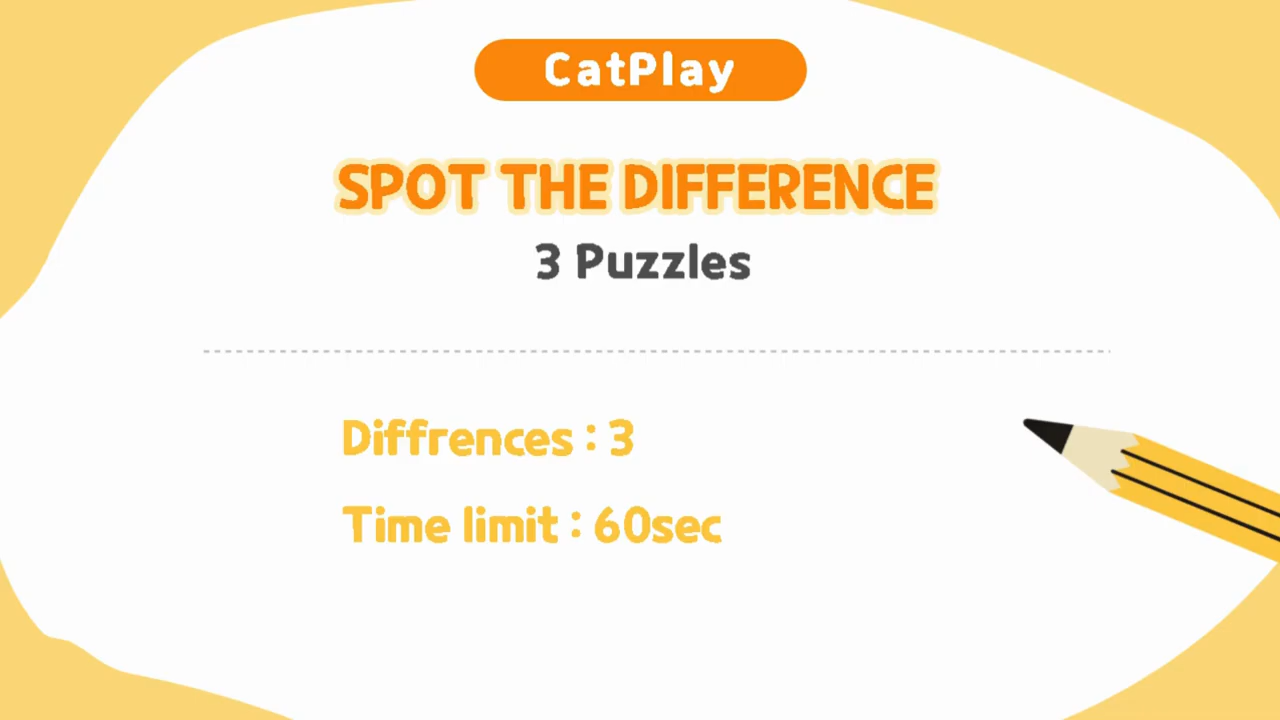 CatPlay
SPOT THE DIFFERENCE
3 Puzzles
Diffrences : 3
Time limit : 60sec